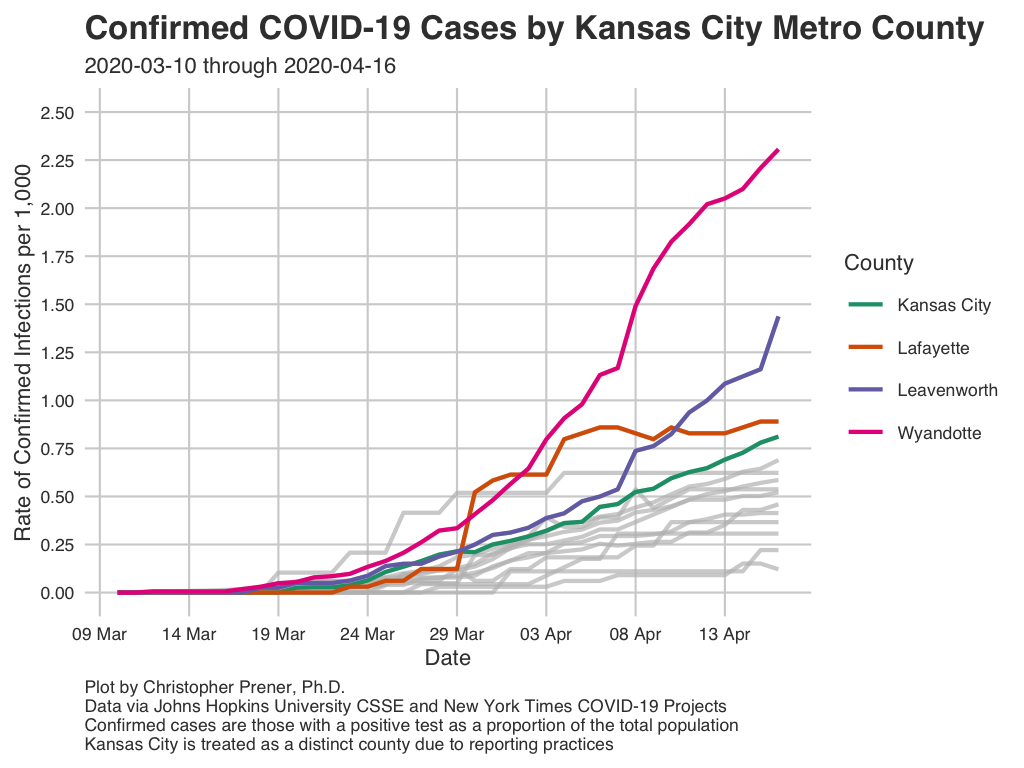 Confirmed COVID-19 Cases by Kansas City Metro County
2020-03-10 through 2020-04-16
Rate of Confirmed Infections per 1,000
2.50
2.25
2.00
1.75
1.50
1.25
1.00
0.75
0.50
0.25
0.00
09 Mar
14 Mar
19 Mar
24 Mar
29 Mar
03 Apr
08 Apr
13 Apr
Date
County
Kansas City
Lafayette
Leavenworth
Wyandotte
Plot by Christopher Prener, Ph.D.
Data via Johns Hopkins University CSSE and New York Times COVID-19 Projects
Confirmed cases are those with a positive test as a proportion of the total population
Kansas City is treated as a distinct county due to reporting practices